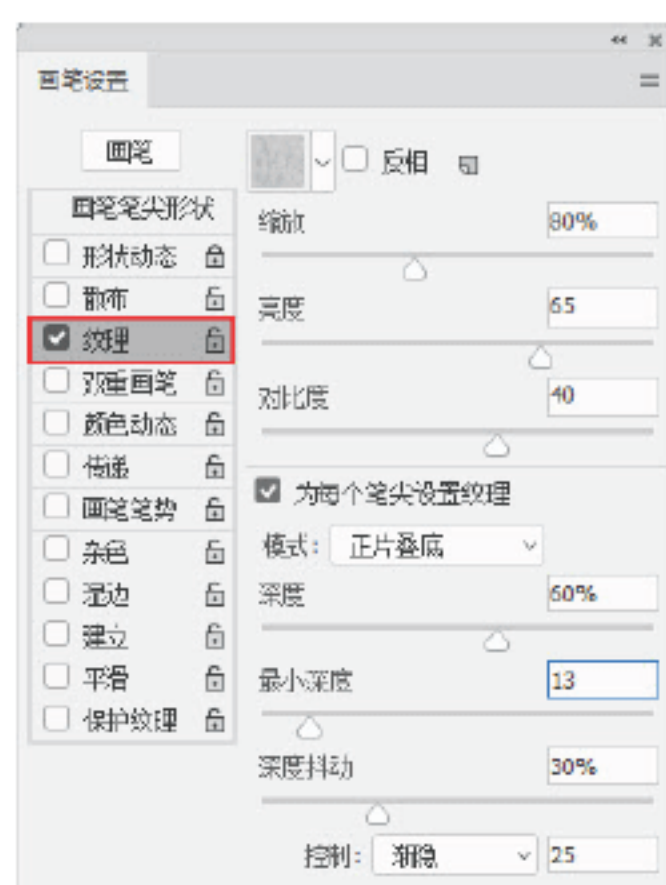 画笔设置
画笔
反相
画笔笔尖形状
形状动态
散布
纹理
双重画笔
颜色动态
传递
画笔笔势
杂色
湿边
建立
平滑
保护纹理
缩放 80%
亮度 65
对比度 40
为每个笔尖设置纹理
模式： 正片叠底
深度 60%
最小深度 13
深度抖动 30%
控制： 渐隐 25